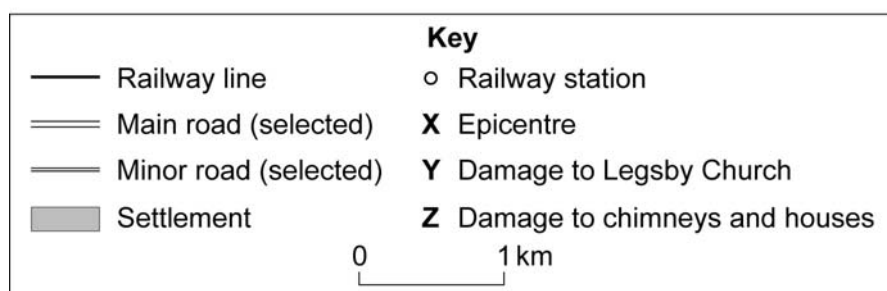 Key
Railway line
Railway station
Main road (selected)
X Epicentre
Minor road (selected)
Y Damage to Legsby Church
Settlement
Z Damage to chimneys and houses
0 1 km